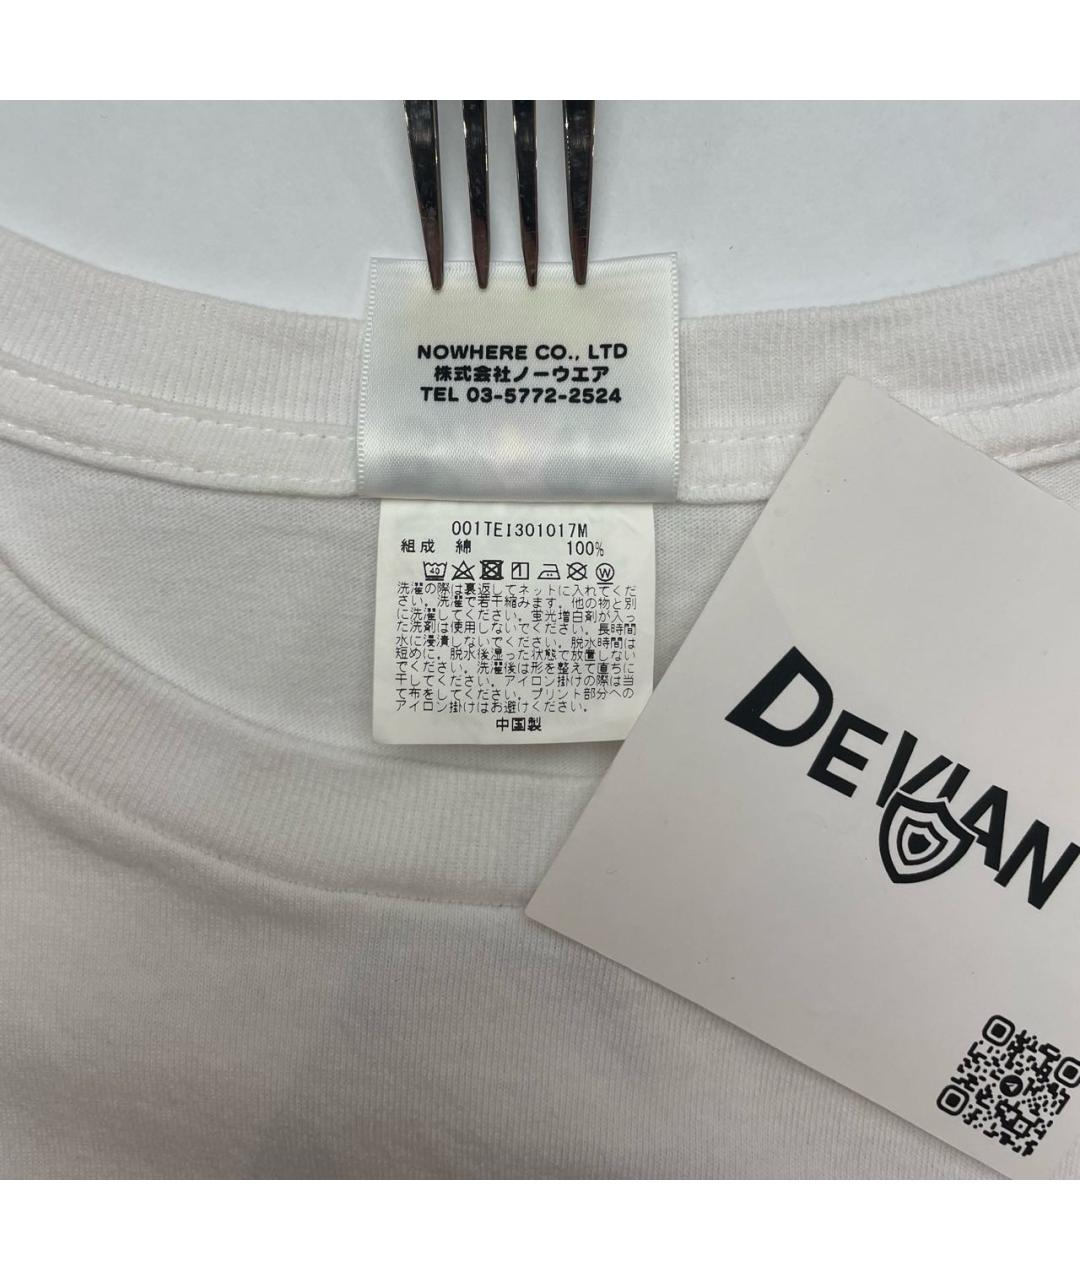 NOWHERE CO., LTD
株式会社ノーウエア
TEL 03-5772-2524
001TEI301017M
組成 綿 100%
40 1 W
洗濯の際は裏返してネットに入れてくだ
さい。洗濯で若干縮みます。他の物と別
に洗濯してください。蛍光増白剤が入っ
た洗剤は使用しないでください。長時間
水に浸漬しないでください。脱水時間は
短めに。脱水後湿った状態で放置しない
でください。洗濯後は形を整えて直ちに
干してください。アイロン掛けの際は当
て布をしてください。プリント部分への
アイロン掛けはお避けください。
中国製
DEVIAN